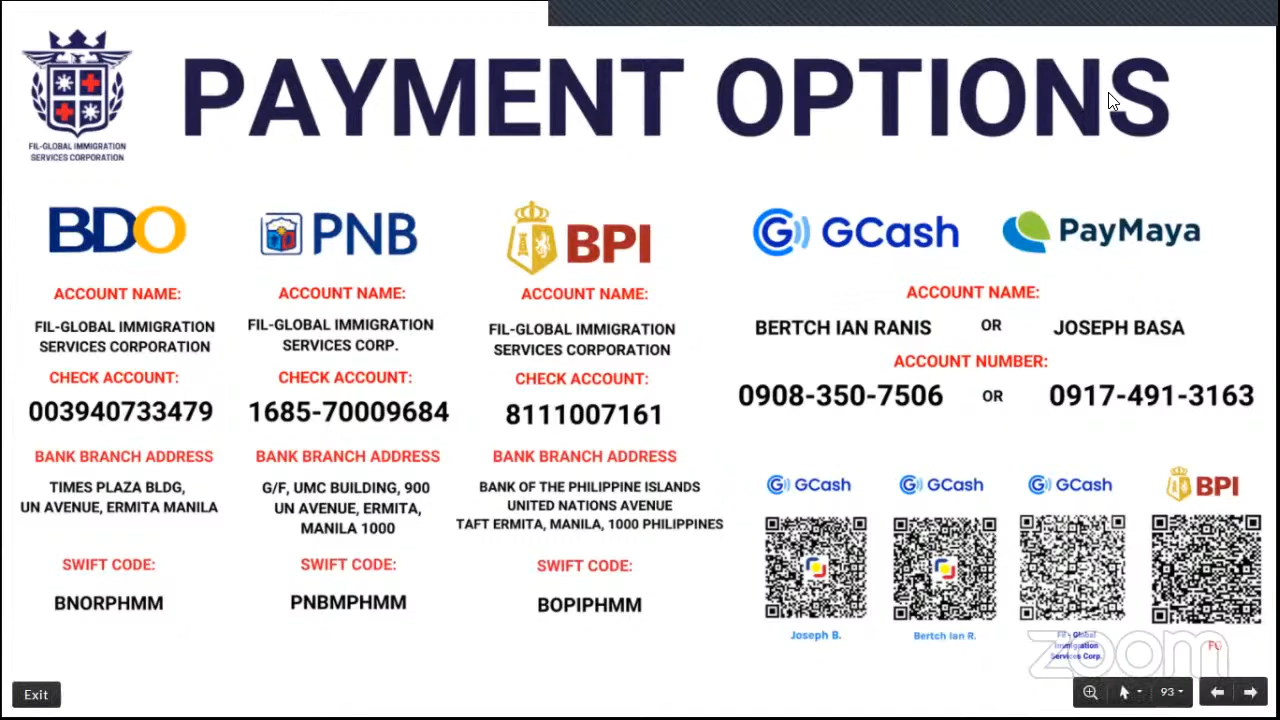 PAYMENT OPTIONS
FIL-GLOBAL IMMIGRATION
SERVICES CORPORATION
BDO
ACCOUNT NAME:
FIL-GLOBAL IMMIGRATION
SERVICES CORPORATION
CHECK ACCOUNT:
003940733479
BANK BRANCH ADDRESS
TIMES PLAZA BLDG,
UN AVENUE, ERMITA MANILA
SWIFT CODE:
BNORPHMM
PNB
ACCOUNT NAME:
FIL-GLOBAL IMMIGRATION
SERVICES CORP.
CHECK ACCOUNT:
1685-70009684
BANK BRANCH ADDRESS
G/F, UMC BUILDING, 900
UN AVENUE, ERMITA,
MANILA 1000
SWIFT CODE:
PNBMPHMM
BPI
ACCOUNT NAME:
FIL-GLOBAL IMMIGRATION
SERVICES CORPORATION
CHECK ACCOUNT:
8111007161
BANK BRANCH ADDRESS
BANK OF THE PHILIPPINE ISLANDS
UNITED NATIONS AVENUE
TAFT ERMITA, MANILA, 1000 PHILIPPINES
SWIFT CODE:
BOPIPHMM
GCash PayMaya
ACCOUNT NAME:
BERTCH IAN RANIS OR JOSEPH BASA
ACCOUNT NUMBER:
0908-350-7506 OR 0917-491-3163
GCash GCash GCash BPI
Joseph B. Bertch Ian R.
Fil - Global
Immigration
Services Corp.
FG
zoom
Exit
93